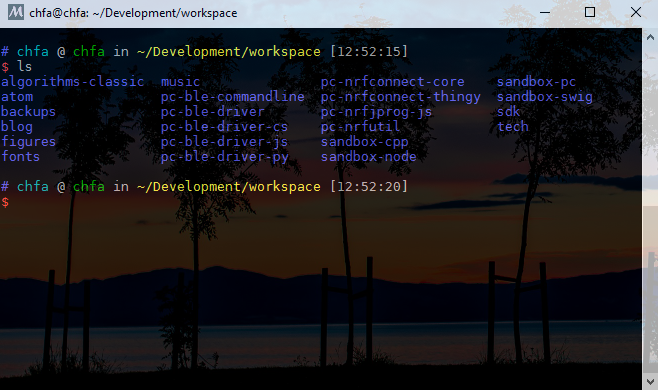 chfa@chfa: ~/Development/workspace
# chfa @ chfa in ~/Development/workspace [12:52:15]
$ ls
algorithms-classic music pc-nrfconnect-core sandbox-pc
atom pc-ble-commandline pc-nrfconnect-thingy sandbox-swig
backups pc-ble-driver pc-nrfjprog-js sdk
blog pc-ble-driver-cs pc-nrfutil tech
figures pc-ble-driver-js sandbox-cpp
fonts pc-ble-driver-py sandbox-node
# chfa @ chfa in ~/Development/workspace [12:52:20]
$